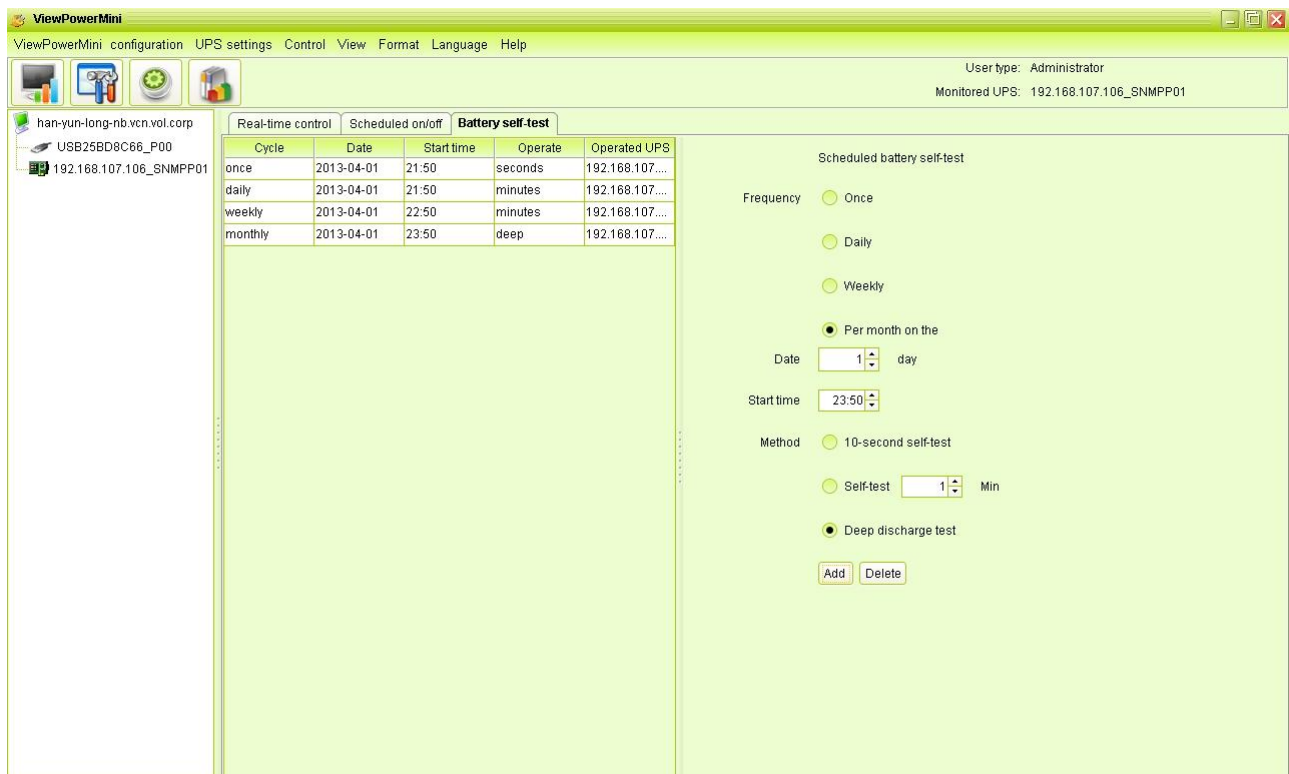 ViewPowerMini
ViewPowerMini configuration UPS settings Control View Format Language Help
User type: Administrator
Monitored UPS: 192.168.107.106_SNMPP01
han-yun-long-nb.vcn.vol.corp
USB25BD8C66_P00
192.168.107.106_SNMPP01
Real-time control Scheduled on/off Battery self-test
Cycle Date Start time Operate Operated UPS
once 2013-04-01 21:50 seconds 192.168.107....
daily 2013-04-01 21:50 minutes 192.168.107....
weekly 2013-04-01 22:50 minutes 192.168.107....
monthly 2013-04-01 23:50 deep 192.168.107....
Scheduled battery self-test
Frequency Once
Daily
Weekly
Per month on the
Date 1 day
Start time 23:50
Method 10-second self-test
Self-test 1 Min
Deep discharge test
Add Delete